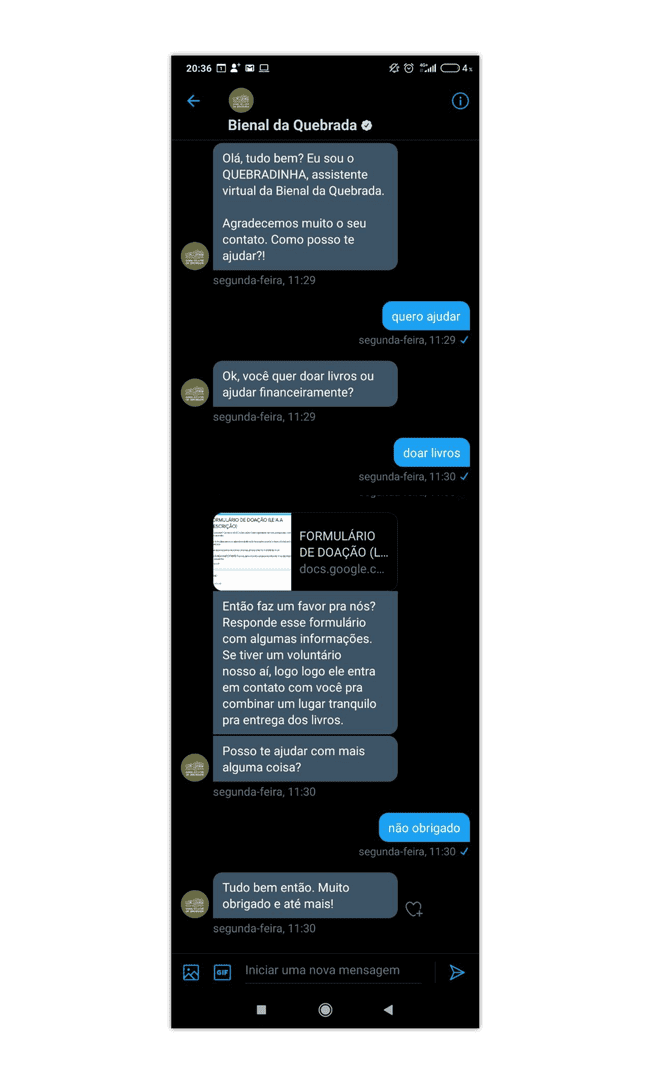 20:36
4%
Bienal da Quebrada
Olá, tudo bem? Eu sou o
QUEBRADINHA, assistente
virtual da Bienal da Quebrada.
Agradecemos muito o seu
contato. Como posso te
ajudar?!
segunda-feira, 11:29
quero ajudar
segunda-feira, 11:29
Ok, você quer doar livros ou
ajudar financeiramente?
segunda-feira, 11:29
doar livros
segunda-feira, 11:30
FORMULÁRIO
DE DOAÇÃO (L...
docs.google.c...
Então faz um favor pra nós?
Responde esse formulário
com algumas informações.
Se tiver um voluntário
nosso aí, logo logo ele entra
em contato com você pra
combinar um lugar tranquilo
pra entrega dos livros.
Posso te ajudar com mais
alguma coisa?
segunda-feira, 11:30
não obrigado
segunda-feira, 11:30
Tudo bem então. Muito
obrigado e até mais!
segunda-feira, 11:30
GIF
Iniciar uma nova mensagem